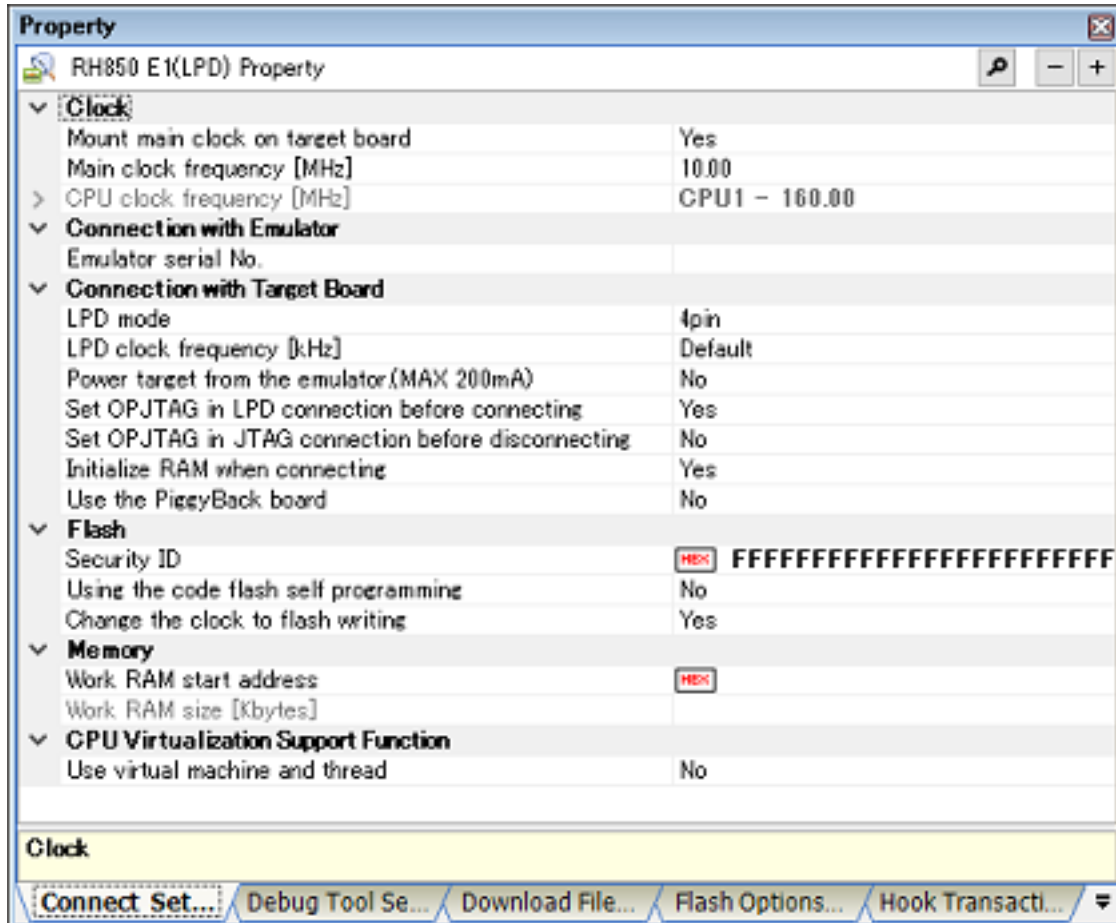 Property
RH850 E1(LPD) Property
Clock
Mount main clock on target board Yes
Main clock frequency [MHz] 10.00
CPU clock frequency [MHz] CPU1 - 160.00
Connection with Emulator
Emulator serial No.
Connection with Target Board
LPD mode 4pin
LPD clock frequency [kHz] Default
Power target from the emulator.(MAX 200mA) No
Set OPJTAG in LPD connection before connecting Yes
Set OPJTAG in JTAG connection before disconnecting No
Initialize RAM when connecting Yes
Use the PiggyBack board No
Flash
Security ID HEX FFFFFFFFFFFFFFFFFFFFFFFF
Using the code flash self programming No
Change the clock to flash writing Yes
Memory
Work RAM start address HEX
Work RAM size [Kbytes]
CPU Virtualization Support Function
Use virtual machine and thread No
Clock
Connect Set... Debug Tool Se... Download File... Flash Options... Hook Transacti...